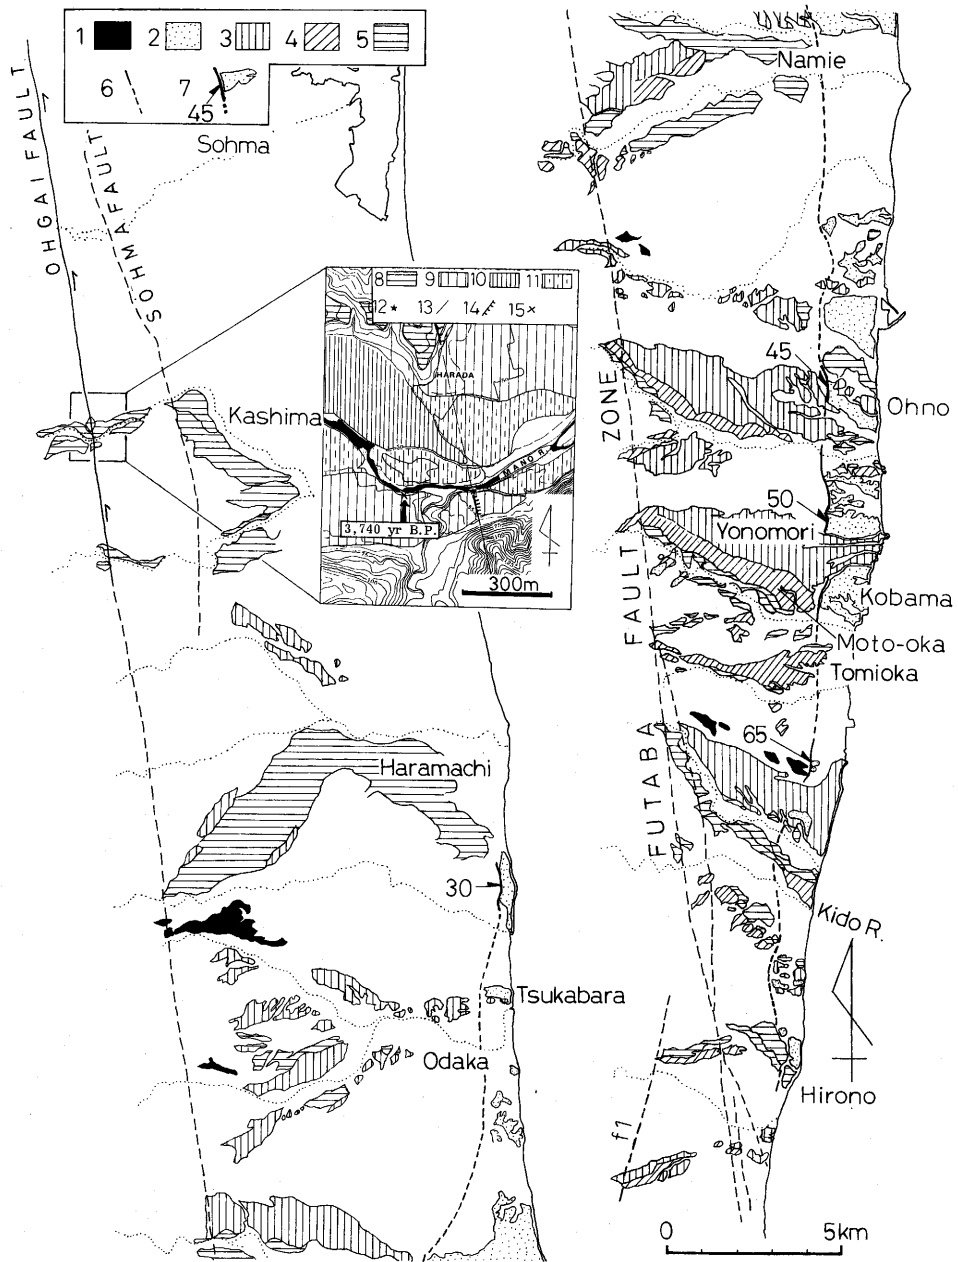 1 2 3 4 5
6 7
45
Sohma
OHGAI FAULT
SOHMA FAULT
Kashima
8 9 10 11
12 13 14 15
HARADA
MANO R.
3,740 yr B.P.
300m
Haramachi
30
Tsukabara
Odaka
Namie
45
Ohno
50
Yonomori
Kobama
Moto-oka
Tomioka
65
FUTABA FAULT ZONE
Kido R.
Hirono
f1
0 5km